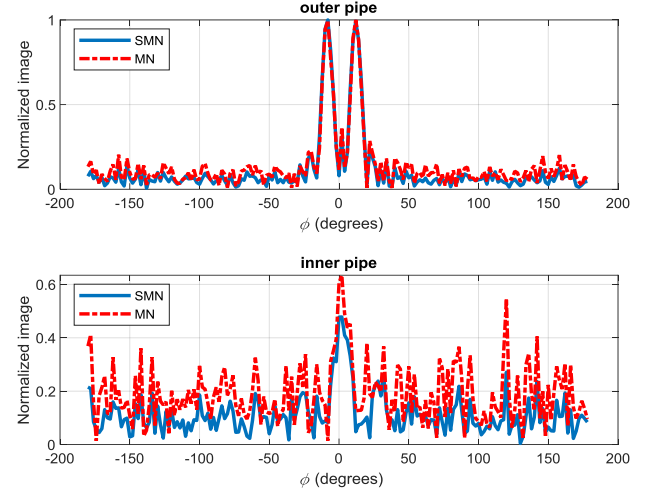 outer pipe
Normalized image
1
0.5
0
SMN
MN
-200 -150 -100 -50 0 50 100 150 200
ϕ (degrees)
inner pipe
Normalized image
0.6
0.4
0.2
0
SMN
MN
-200 -150 -100 -50 0 50 100 150 200
ϕ (degrees)